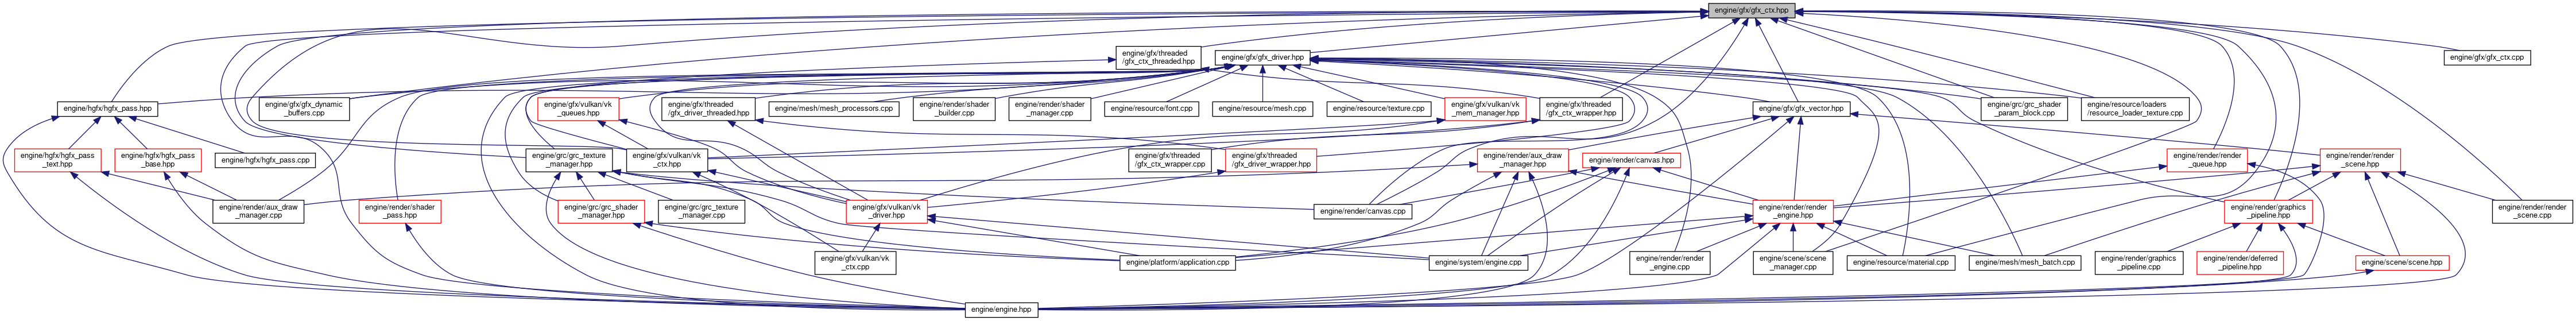 engine/gfx/gfx_ctx.hpp
engine/gfx/threaded
/gfx_ctx_threaded.hpp
engine/gfx/gfx_driver.hpp
engine/gfx/gfx_ctx.cpp
engine/hgfx/hgfx_pass.hpp
engine/gfx/gfx_dynamic
_buffers.cpp
engine/gfx/vulkan/vk
_queues.hpp
engine/gfx/threaded
/gfx_driver_threaded.hpp
engine/mesh/mesh_processors.cpp
engine/render/shader
_builder.cpp
engine/render/shader
_manager.cpp
engine/resource/font.cpp
engine/resource/mesh.cpp
engine/resource/texture.cpp
engine/gfx/vulkan/vk
_mem_manager.hpp
engine/gfx/threaded
/gfx_ctx_wrapper.hpp
engine/gfx/gfx_vector.hpp
engine/grc/grc_shader
_param_block.cpp
engine/resource/loaders
/resource_loader_texture.cpp
engine/hgfx/hgfx_pass
_text.hpp
engine/hgfx/hgfx_pass
_base.hpp
engine/hgfx/hgfx_pass.cpp
engine/grc/grc_texture
_manager.hpp
engine/gfx/vulkan/vk
_ctx.hpp
engine/gfx/threaded
/gfx_ctx_wrapper.cpp
engine/gfx/threaded
/gfx_driver_wrapper.hpp
engine/render/aux_draw
_manager.hpp
engine/render/canvas.hpp
engine/render/render
_queue.hpp
engine/render/render
_scene.hpp
engine/render/aux_draw
_manager.cpp
engine/render/shader
_pass.hpp
engine/grc/grc_shader
_manager.hpp
engine/grc/grc_texture
_manager.cpp
engine/gfx/vulkan/vk
_driver.hpp
engine/render/canvas.cpp
engine/render/render
_engine.hpp
engine/render/graphics
_pipeline.hpp
engine/render/render
_scene.cpp
engine/gfx/vulkan/vk
_ctx.cpp
engine/platform/application.cpp
engine/system/engine.cpp
engine/render/render
_engine.cpp
engine/scene/scene
_manager.cpp
engine/resource/material.cpp
engine/mesh/mesh_batch.cpp
engine/render/graphics
_pipeline.cpp
engine/render/deferred
_pipeline.hpp
engine/scene/scene.hpp
engine/engine.hpp